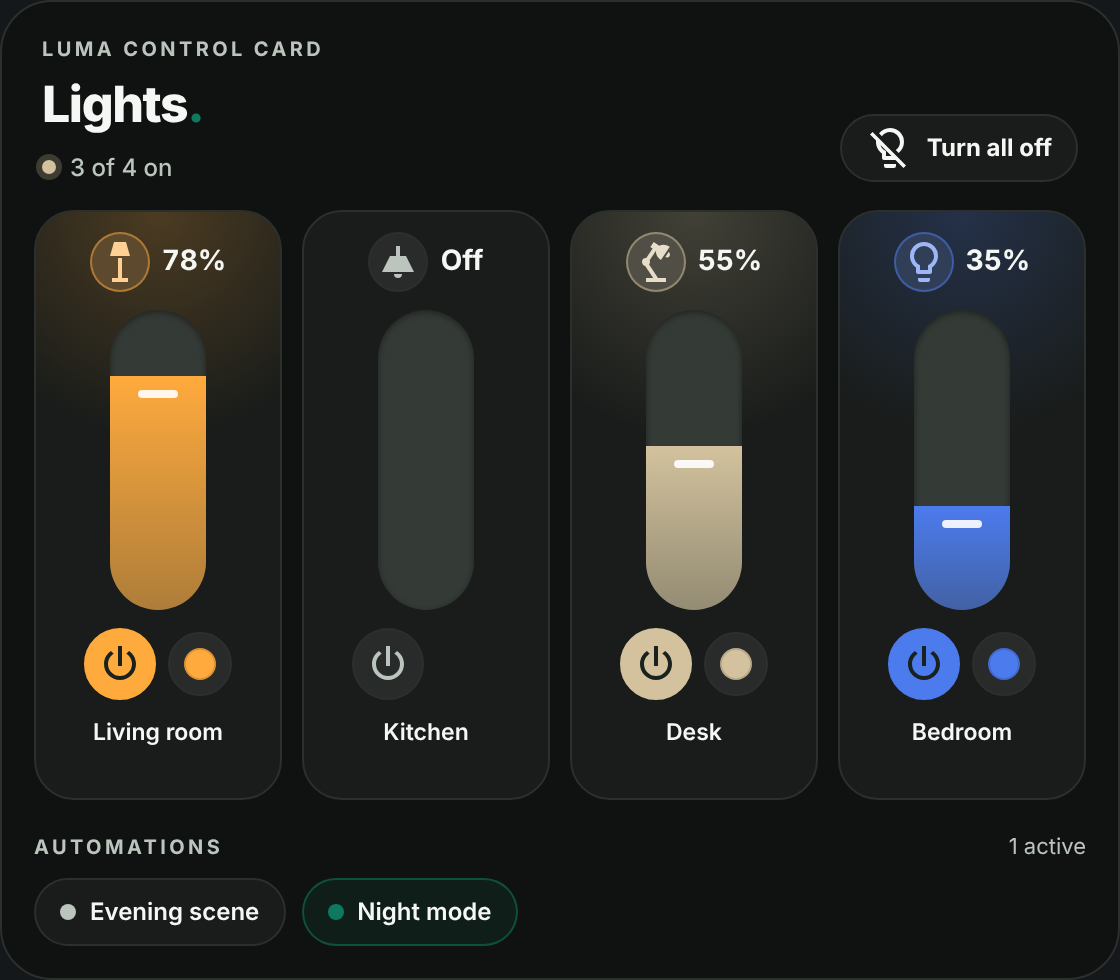 LUMA CONTROL CARD
Lights.
3 of 4 on
Turn all off
78%
Off
55%
35%
Living room
Kitchen
Desk
Bedroom
AUTOMATIONS
1 active
Evening scene
Night mode